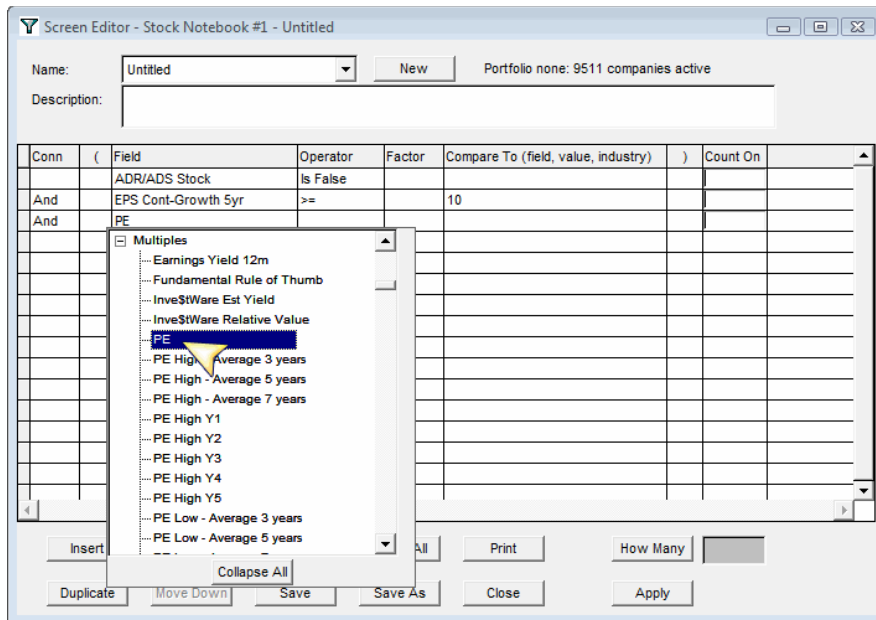 Screen Editor - Stock Notebook #1 - Untitled
Name: Untitled New Portfolio none: 9511 companies active
Description:
Conn ( Field Operator Factor Compare To (field, value, industry) ) Count On
ADR/ADS Stock Is False
And EPS Cont-Growth 5yr >= 10
And PE
Multiples
Earnings Yield 12m
Fundamental Rule of Thumb
Inve$tWare Est Yield
Inve$tWare Relative Value
PE
PE High - Average 3 years
PE High - Average 5 years
PE High - Average 7 years
PE High Y1
PE High Y2
PE High Y3
PE High Y4
PE High Y5
PE Low - Average 3 years
PE Low - Average 5 years
Collapse All
Insert All Print How Many
Duplicate Move Down Save Save As Close Apply